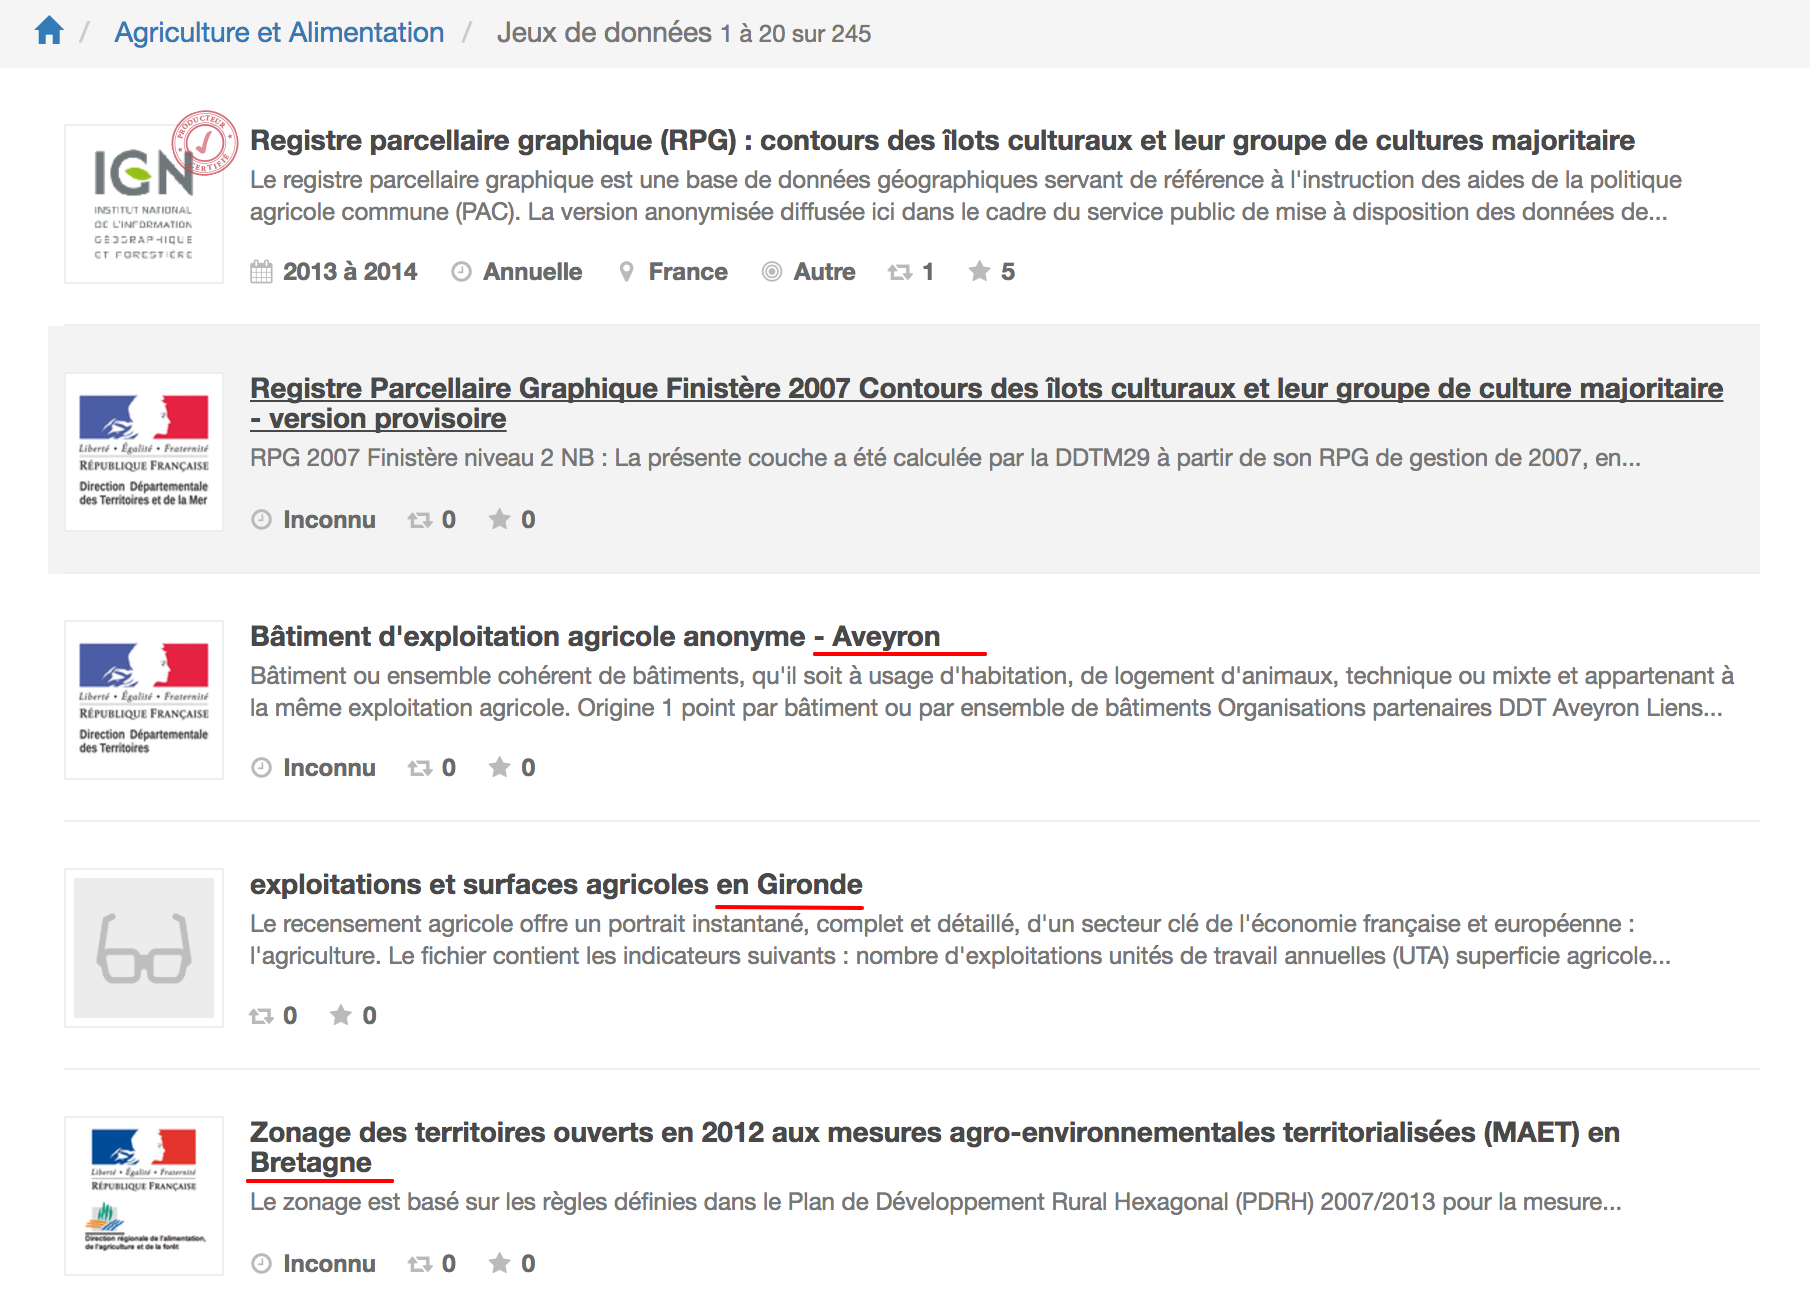 Agriculture et Alimentation / Jeux de données 1 à 20 sur 245
PRODUCTEUR CERTIFIÉ
IGN
INSTITUT NATIONAL
DE L'INFORMATION
GÉOGRAPHIQUE
ET FORESTIÈRE
Registre parcellaire graphique (RPG) : contours des îlots culturaux et leur groupe de cultures majoritaire
Le registre parcellaire graphique est une base de données géographiques servant de référence à l'instruction des aides de la politique
agricole commune (PAC). La version anonymisée diffusée ici dans le cadre du service public de mise à disposition des données de...
2013 à 2014 Annuelle France Autre 1 5
Liberté • Égalité • Fraternité
RÉPUBLIQUE FRANÇAISE
Direction Départementale
des Territoires et de la Mer
Registre Parcellaire Graphique Finistère 2007 Contours des îlots culturaux et leur groupe de culture majoritaire
- version provisoire
RPG 2007 Finistère niveau 2 NB : La présente couche a été calculée par la DDTM29 à partir de son RPG de gestion de 2007, en...
Inconnu 0 0
Liberté • Égalité • Fraternité
RÉPUBLIQUE FRANÇAISE
Direction Départementale
des Territoires
Bâtiment d'exploitation agricole anonyme - Aveyron
Bâtiment ou ensemble cohérent de bâtiments, qu'il soit à usage d'habitation, de logement d'animaux, technique ou mixte et appartenant à
la même exploitation agricole. Origine 1 point par bâtiment ou par ensemble de bâtiments Organisations partenaires DDT Aveyron Liens...
Inconnu 0 0
exploitations et surfaces agricoles en Gironde
Le recensement agricole offre un portrait instantané, complet et détaillé, d'un secteur clé de l'économie française et européenne :
l'agriculture. Le fichier contient les indicateurs suivants : nombre d'exploitations unités de travail annuelles (UTA) superficie agricole...
0 0
Liberté • Égalité • Fraternité
RÉPUBLIQUE FRANÇAISE
Direction régionale de l'alimentation,
de l'agriculture et de la forêt
Zonage des territoires ouverts en 2012 aux mesures agro-environnementales territorialisées (MAET) en
Bretagne
Le zonage est basé sur les règles définies dans le Plan de Développement Rural Hexagonal (PDRH) 2007/2013 pour la mesure...
Inconnu 0 0